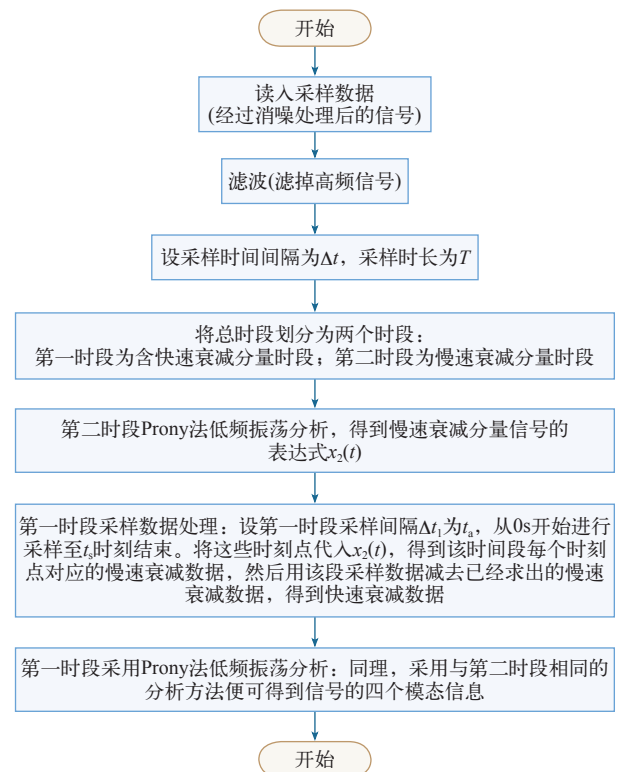 开始
读入采样数据
(经过消噪处理后的信号)
滤波(滤掉高频信号)
设采样时间间隔为Δt，采样时长为T
将总时段划分为两个时段：
第一时段为含快速衰减分量时段；第二时段为慢速衰减分量时段
第二时段Prony法低频振荡分析，得到慢速衰减分量信号的
表达式x₂(t)
第一时段采样数据处理：设第一时段采样间隔Δt₁为tₐ，从0s开始进行
采样至tₛ时刻结束。将这些时刻点代入x₂(t)，得到该时间段每个时刻
点对应的慢速衰减数据，然后用该段采样数据减去已经求出的慢速
衰减数据，得到快速衰减数据
第一时段采用Prony法低频振荡分析：同理，采用与第二时段相同的
分析方法便可得到信号的四个模态信息
开始